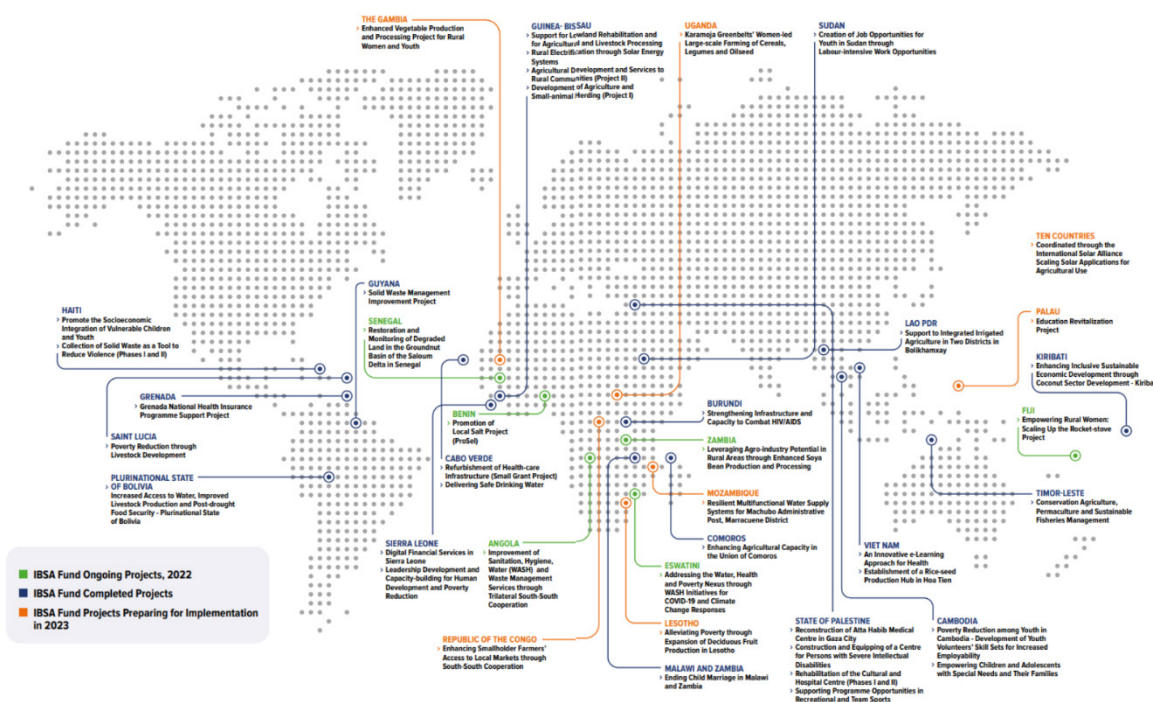 THE GAMBIA
› Enhanced Vegetable Production
and Processing Project for Rural
Women and Youth
GUINEA- BISSAU
› Support for Lowland Rehabilitation and
for Agricultural and Livestock Processing
› Rural Electrification through Solar Energy
Systems
› Agricultural Development and Services to
Rural Communities (Project II)
› Development of Agriculture and
Small-animal Herding (Project I)
UGANDA
› Karamoja Greenbelts' Women-led
Large-scale Farming of Cereals,
Legumes and Oilseed
SUDAN
› Creation of Job Opportunities for
Youth in Sudan through
Labour-intensive Work Opportunities
TEN COUNTRIES
› Coordinated through the
International Solar Alliance
Scaling Solar Applications for
Agricultural Use
GUYANA
› Solid Waste Management
Improvement Project
HAITI
› Promote the Socioeconomic
Integration of Vulnerable Children
and Youth
› Collection of Solid Waste as a Tool to
Reduce Violence (Phases I and II)
SENEGAL
› Restoration and
Monitoring of Degraded
Land in the Groundnut
Basin of the Saloum
Delta in Senegal
LAO PDR
› Support to Integrated Irrigated
Agriculture in Two Districts in
Bolikhamxay
PALAU
› Education Revitalization
Project
KIRIBATI
› Enhancing Inclusive Sustainable
Economic Development through
Coconut Sector Development - Kiriba
GRENADA
› Grenada National Health Insurance
Programme Support Project
BENIN
› Promotion of
Local Salt Project
(ProSel)
BURUNDI
› Strengthening Infrastructure and
Capacity to Combat HIV/AIDS
FIJI
› Empowering Rural Women:
Scaling Up the Rocket-stove
Project
SAINT LUCIA
› Poverty Reduction through
Livestock Development
ZAMBIA
› Leveraging Agro-industry Potential in
Rural Areas through Enhanced Soya
Bean Production and Processing
CABO VERDE
› Refurbishment of Health-care
Infrastructure (Small Grant Project)
› Delivering Safe Drinking Water
PLURINATIONAL STATE
OF BOLIVIA
Increased Access to Water, Improved
Livestock Production and Post-drought
Food Security - Plurinational State
of Bolivia
MOZAMBIQUE
› Resilient Multifunctional Water Supply
Systems for Machubo Administrative
Post, Marracuene District
TIMOR-LESTE
› Conservation Agriculture,
Permaculture and Sustainable
Fisheries Management
SIERRA LEONE
› Digital Financial Services in
Sierra Leone
› Leadership Development and
Capacity-building for Human
Development and Poverty
Reduction
ANGOLA
› Improvement of
Sanitation, Hygiene,
Water (WASH) and
Waste Management
Services through
Trilateral South-South
Cooperation
COMOROS
› Enhancing Agricultural Capacity in
the Union of Comoros
VIET NAM
› An Innovative e-Learning
Approach for Health
› Establishment of a Rice-seed
Production Hub in Hoa Tien
ESWATINI
› Addressing the Water, Health
and Poverty Nexus through
WASH Initiatives for
COVID-19 and Climate
Change Responses
IBSA Fund Ongoing Projects, 2022
IBSA Fund Completed Projects
IBSA Fund Projects Preparing for Implementation
in 2023
REPUBLIC OF THE CONGO
› Enhancing Smallholder Farmers'
Access to Local Markets through
South-South Cooperation
LESOTHO
› Alleviating Poverty through
Expansion of Deciduous Fruit
Production in Lesotho
MALAWI AND ZAMBIA
› Ending Child Marriage in Malawi
and Zambia
STATE OF PALESTINE
› Reconstruction of Atta Habib Medical
Centre in Gaza City
› Construction and Equipping of a Centre
for Persons with Severe Intellectual
Disabilities
› Rehabilitation of the Cultural and
Hospital Centre (Phases I and II)
› Supporting Programme Opportunities in
Recreational and Team Sports
CAMBODIA
› Poverty Reduction among Youth in
Cambodia - Development of Youth
Volunteers' Skill Sets for Increased
Employability
› Empowering Children and Adolescents
with Special Needs and Their Families